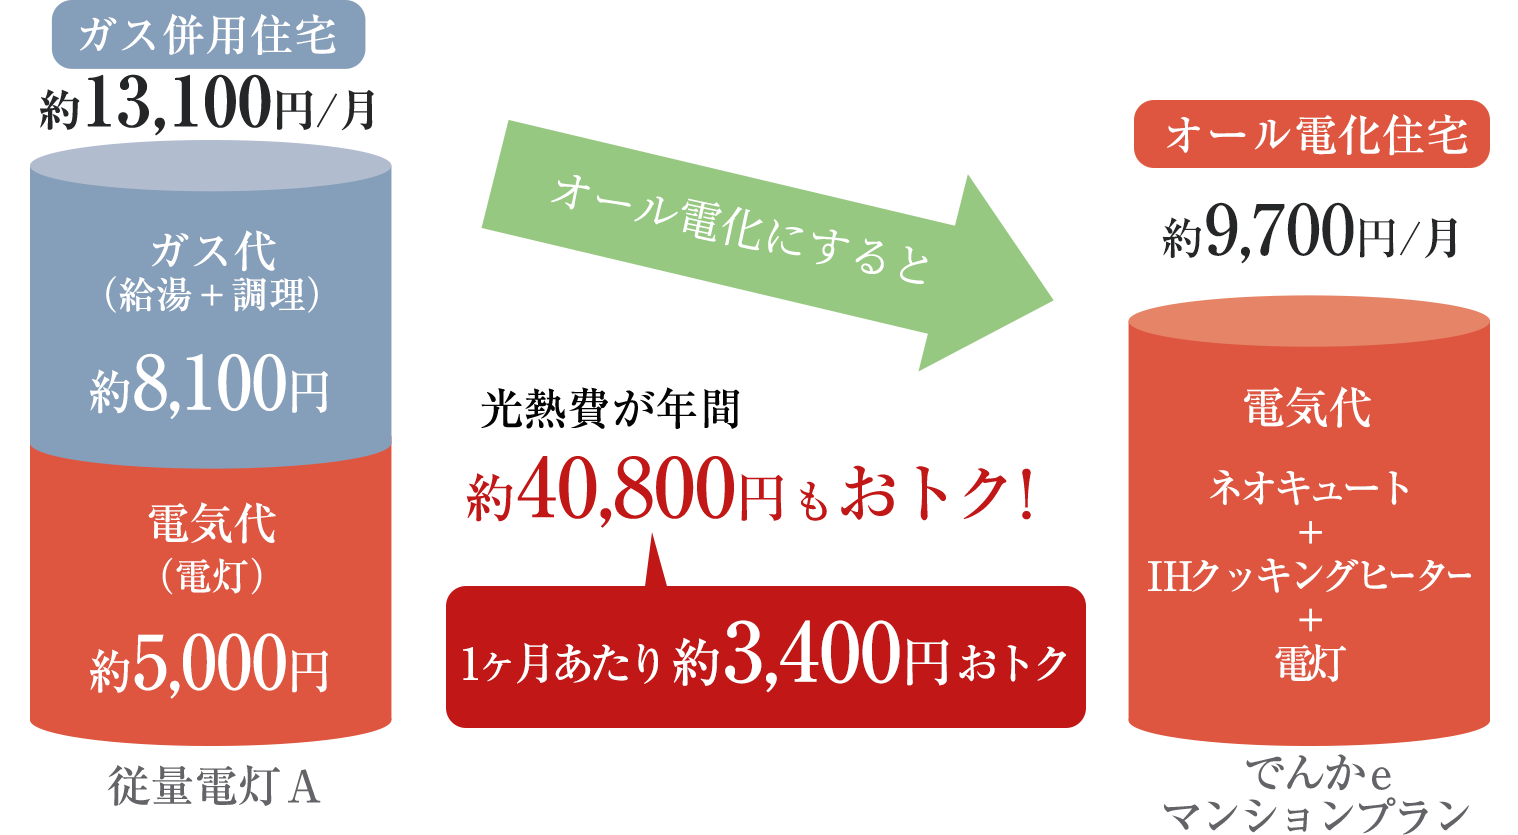 ガス併用住宅
約13,100円/月
ガス代
（給湯+調理）
約8,100円
電気代
（電灯）
約5,000円
従量電灯A
オール電化にすると
光熱費が年間
約40,800円もおトク!
1ヶ月あたり約3,400円おトク
オール電化住宅
約9,700円/月
電気代
ネオキュート
+
IHクッキングヒーター
+
電灯
でんかe
マンションプラン